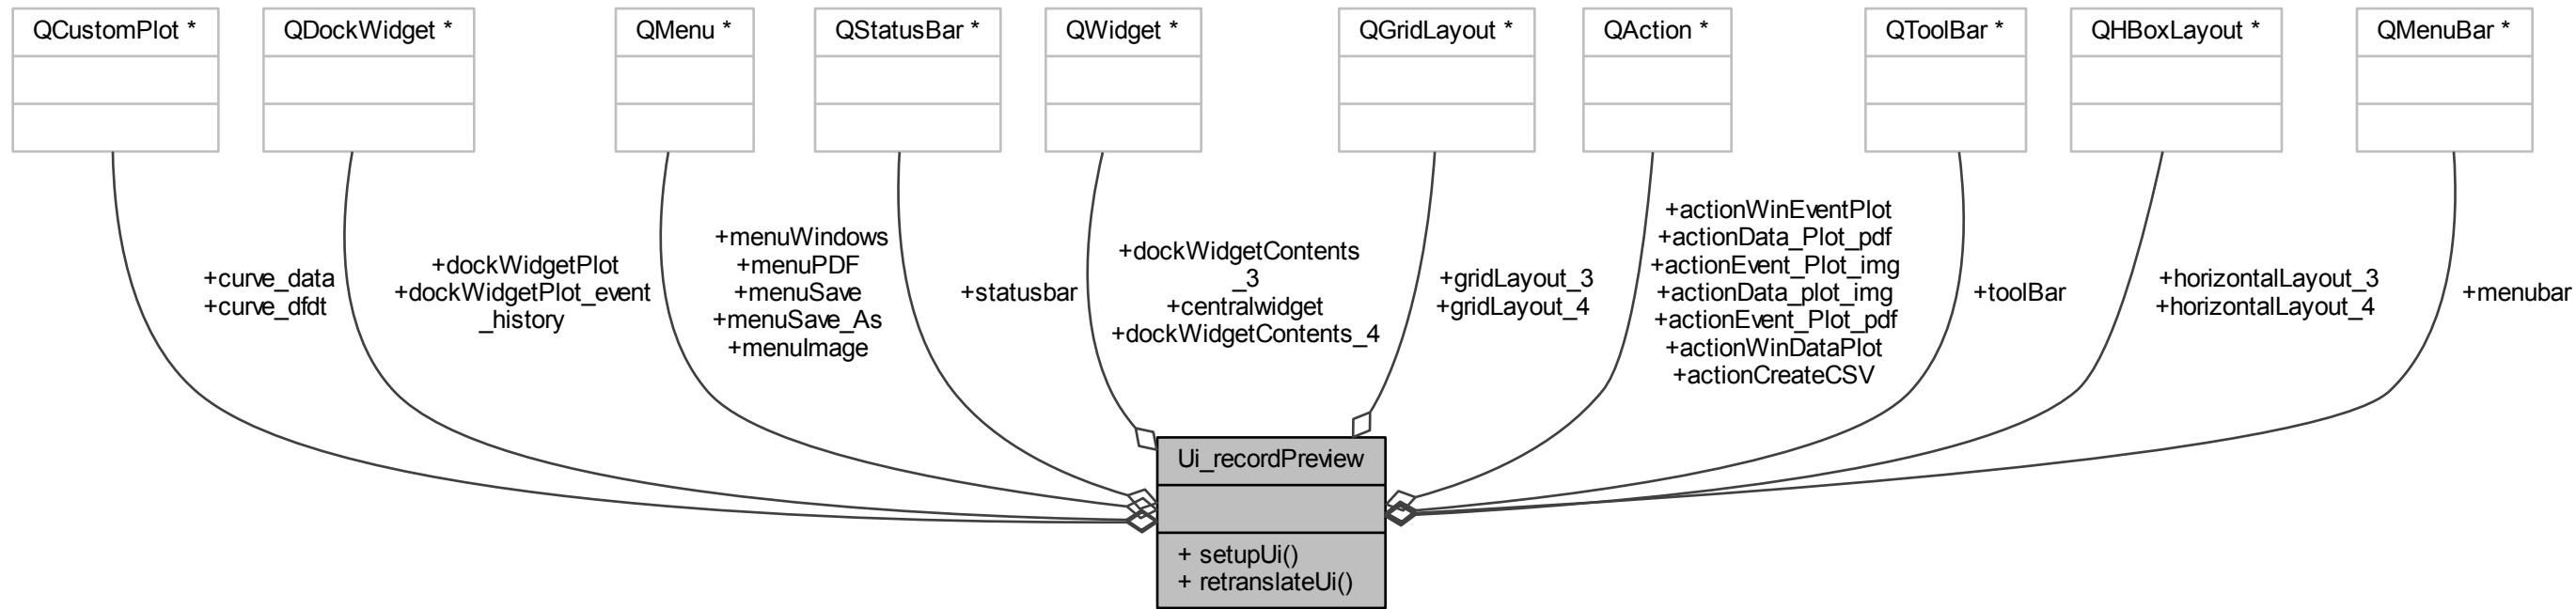 QCustomPlot *
QDockWidget *
QMenu *
QStatusBar *
QWidget *
QGridLayout *
QAction *
QToolBar *
QHBoxLayout *
QMenuBar *
+curve_data
+curve_dfdt
+dockWidgetPlot
+dockWidgetPlot_event
_history
+menuWindows
+menuPDF
+menuSave
+menuSave_As
+menuImage
+statusbar
+dockWidgetContents
_3
+centralwidget
+dockWidgetContents_4
+gridLayout_3
+gridLayout_4
+actionWinEventPlot
+actionData_Plot_pdf
+actionEvent_Plot_img
+actionData_plot_img
+actionEvent_Plot_pdf
+actionWinDataPlot
+actionCreateCSV
+toolBar
+horizontalLayout_3
+horizontalLayout_4
+menubar
Ui_recordPreview
+ setupUi()
+ retranslateUi()